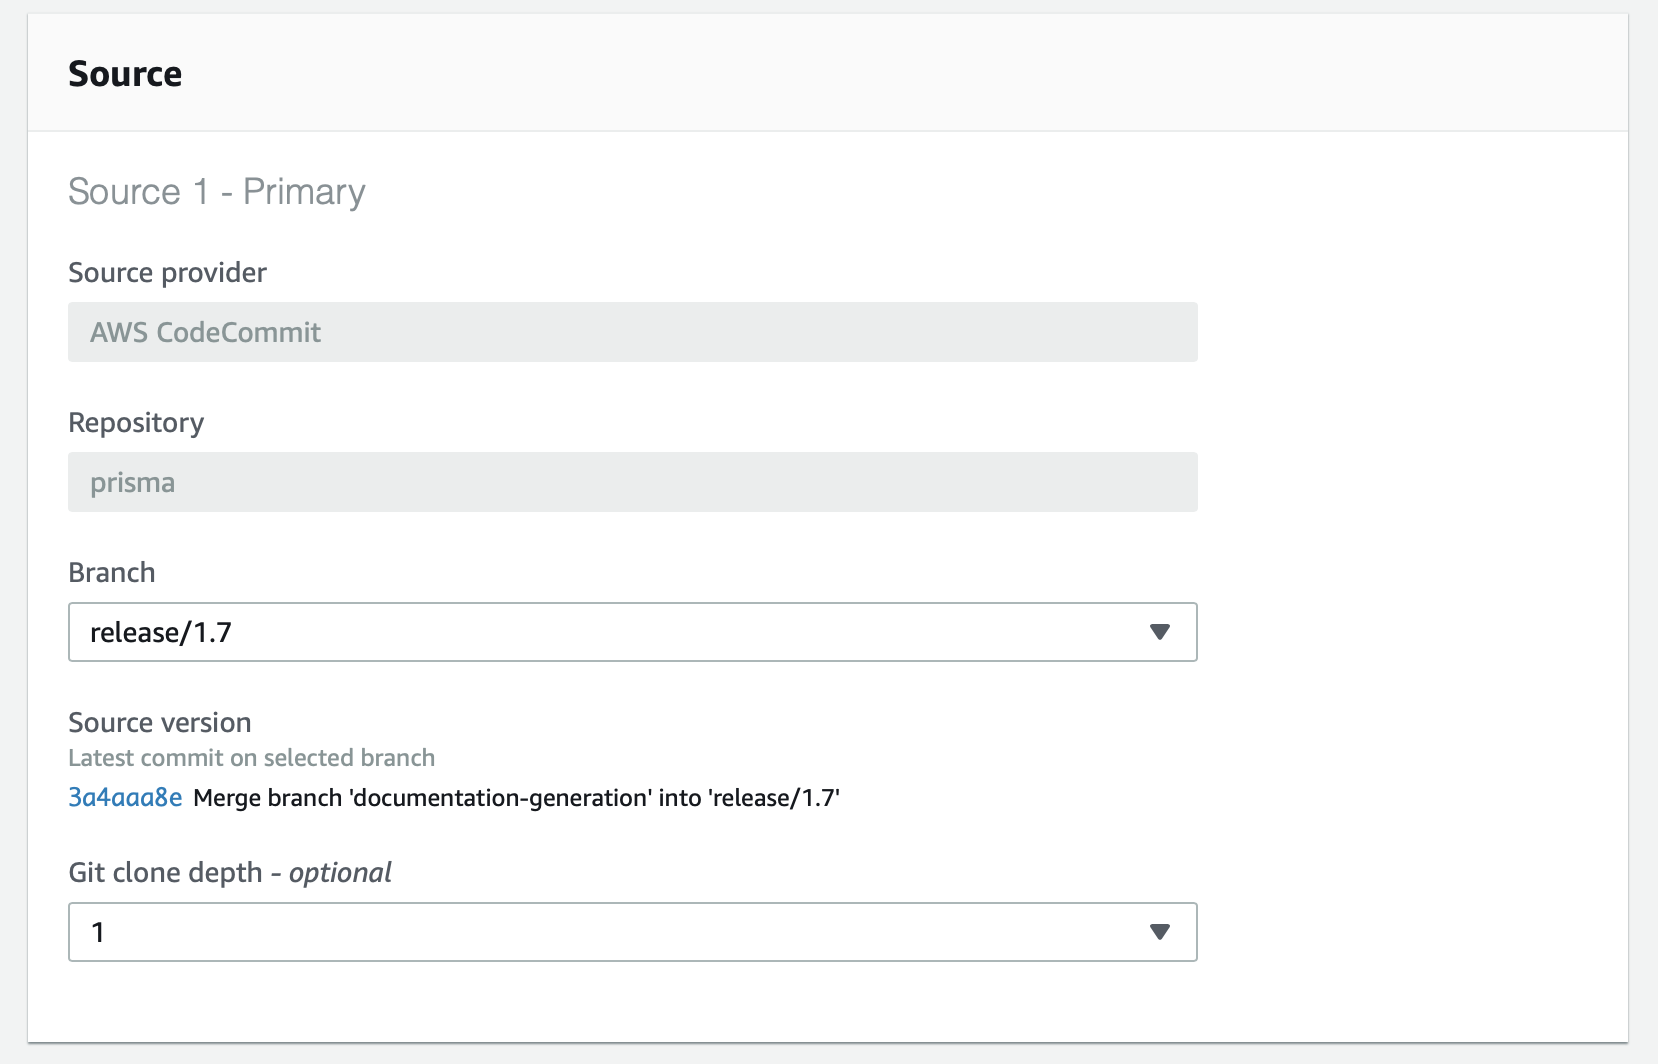 Source
Source 1 - Primary
Source provider
AWS CodeCommit
Repository
prisma
Branch
release/1.7
Source version
Latest commit on selected branch
3a4aaa8e Merge branch 'documentation-generation' into 'release/1.7'
Git clone depth - optional
1